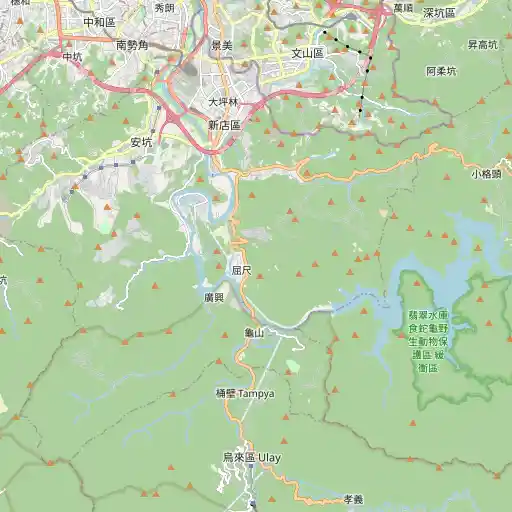 秀朗
萬順
深坑區
中和區
南勢角
景美
文山區
昇高坑
中坑
阿柔坑
大坪林
新店區
安坑
小格頭
屈尺
坑
廣興
翡翠水庫
食蛇龜野
生動物保
護區 緩
衝區
龜山
桶壁 Tampya
烏來區 Ulay
孝義